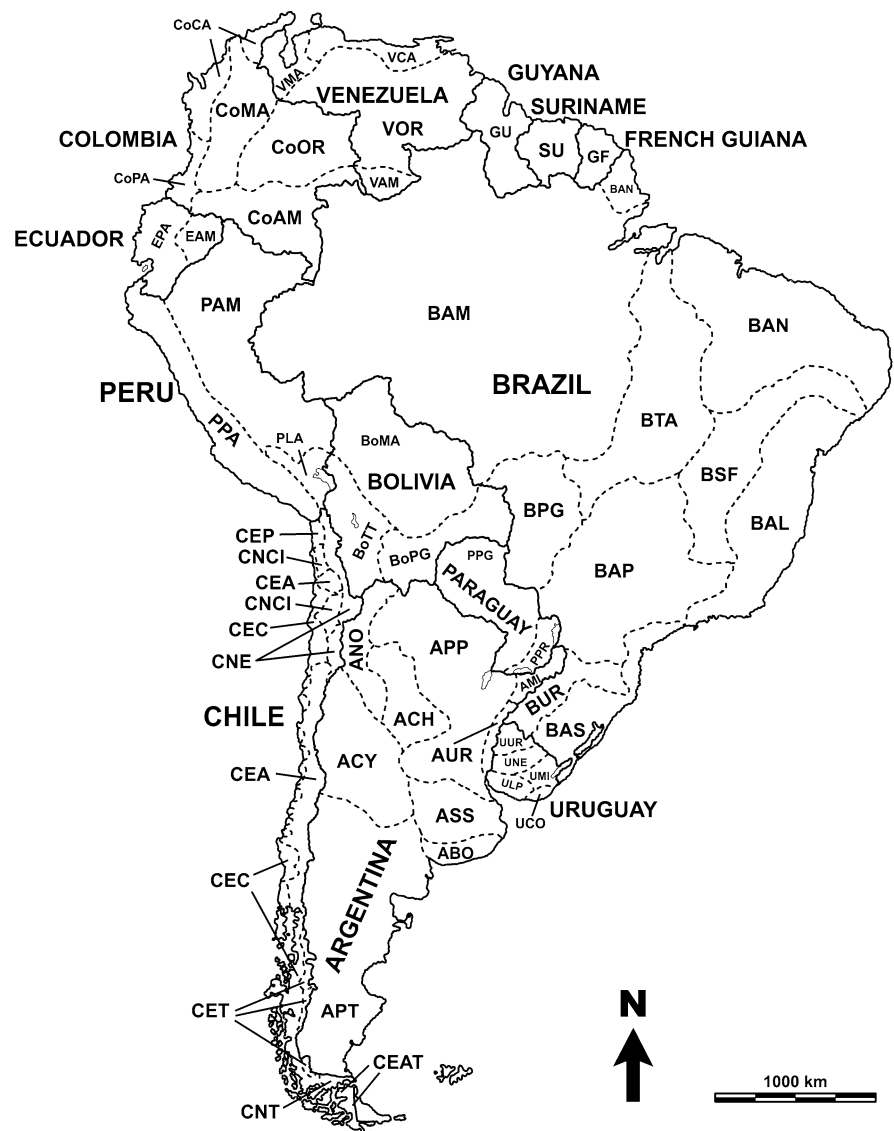 CoCA
VCA
VMA
GUYANA
VENEZUELA
SURINAME
CoMA
COLOMBIA
CoOR
VOR
GU
SU
GF
FRENCH GUIANA
CoPA
VAM
BAN
CoAM
ECUADOR
EPA
EAM
PAM
BAM
BAN
PERU
BRAZIL
PPA
PLA
BoMA
BTA
BOLIVIA
BSF
BPG
BAL
CEP
CNCI
BoTT
BoPG
PPG
CEA
BAP
CNCI
PARAGUAY
CEC
CNE
ANO
APP
PPR
AMI
BUR
CHILE
ACH
BAS
AUR
UUR
CEA
ACY
UNE
UMI
ULP
URUGUAY
ASS
UCO
ABO
CEC
ARGENTINA
CET
APT
N
CEAT
1000 km
CNT